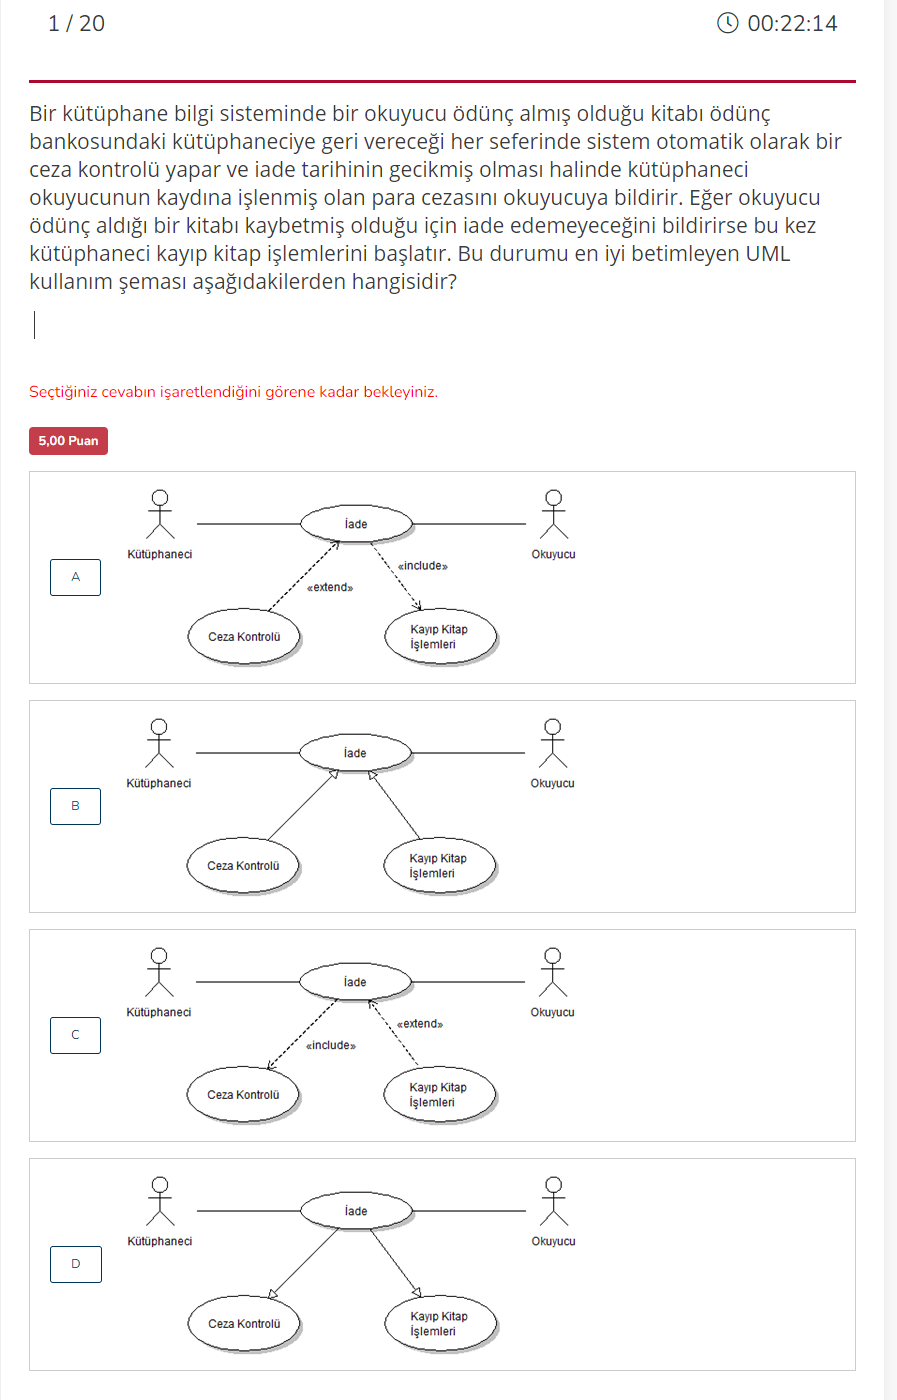 1 / 20
00:22:14
Bir kütüphane bilgi sisteminde bir okuyucu ödünç almış olduğu kitabı ödünç
bankosundaki kütüphaneciye geri vereceği her seferinde sistem otomatik olarak bir
ceza kontrolü yapar ve iade tarihinin gecikmiş olması halinde kütüphaneci
okuyucunun kaydına işlenmiş olan para cezasını okuyucuya bildirir. Eğer okuyucu
ödünç aldığı bir kitabı kaybetmiş olduğu için iade edemeyeceğini bildirirse bu kez
kütüphaneci kayıp kitap işlemlerini başlatır. Bu durumu en iyi betimleyen UML
kullanım şeması aşağıdakilerden hangisidir?
Seçtiğiniz cevabın işaretlendiğini görene kadar bekleyiniz.
5,00 Puan
A
İade
Kütüphaneci
Okuyucu
«include»
«extend»
Ceza Kontrolü
Kayıp Kitap
İşlemleri
B
İade
Kütüphaneci
Okuyucu
Ceza Kontrolü
Kayıp Kitap
İşlemleri
C
İade
Kütüphaneci
Okuyucu
«extend»
«include»
Ceza Kontrolü
Kayıp Kitap
İşlemleri
D
İade
Kütüphaneci
Okuyucu
Ceza Kontrolü
Kayıp Kitap
İşlemleri